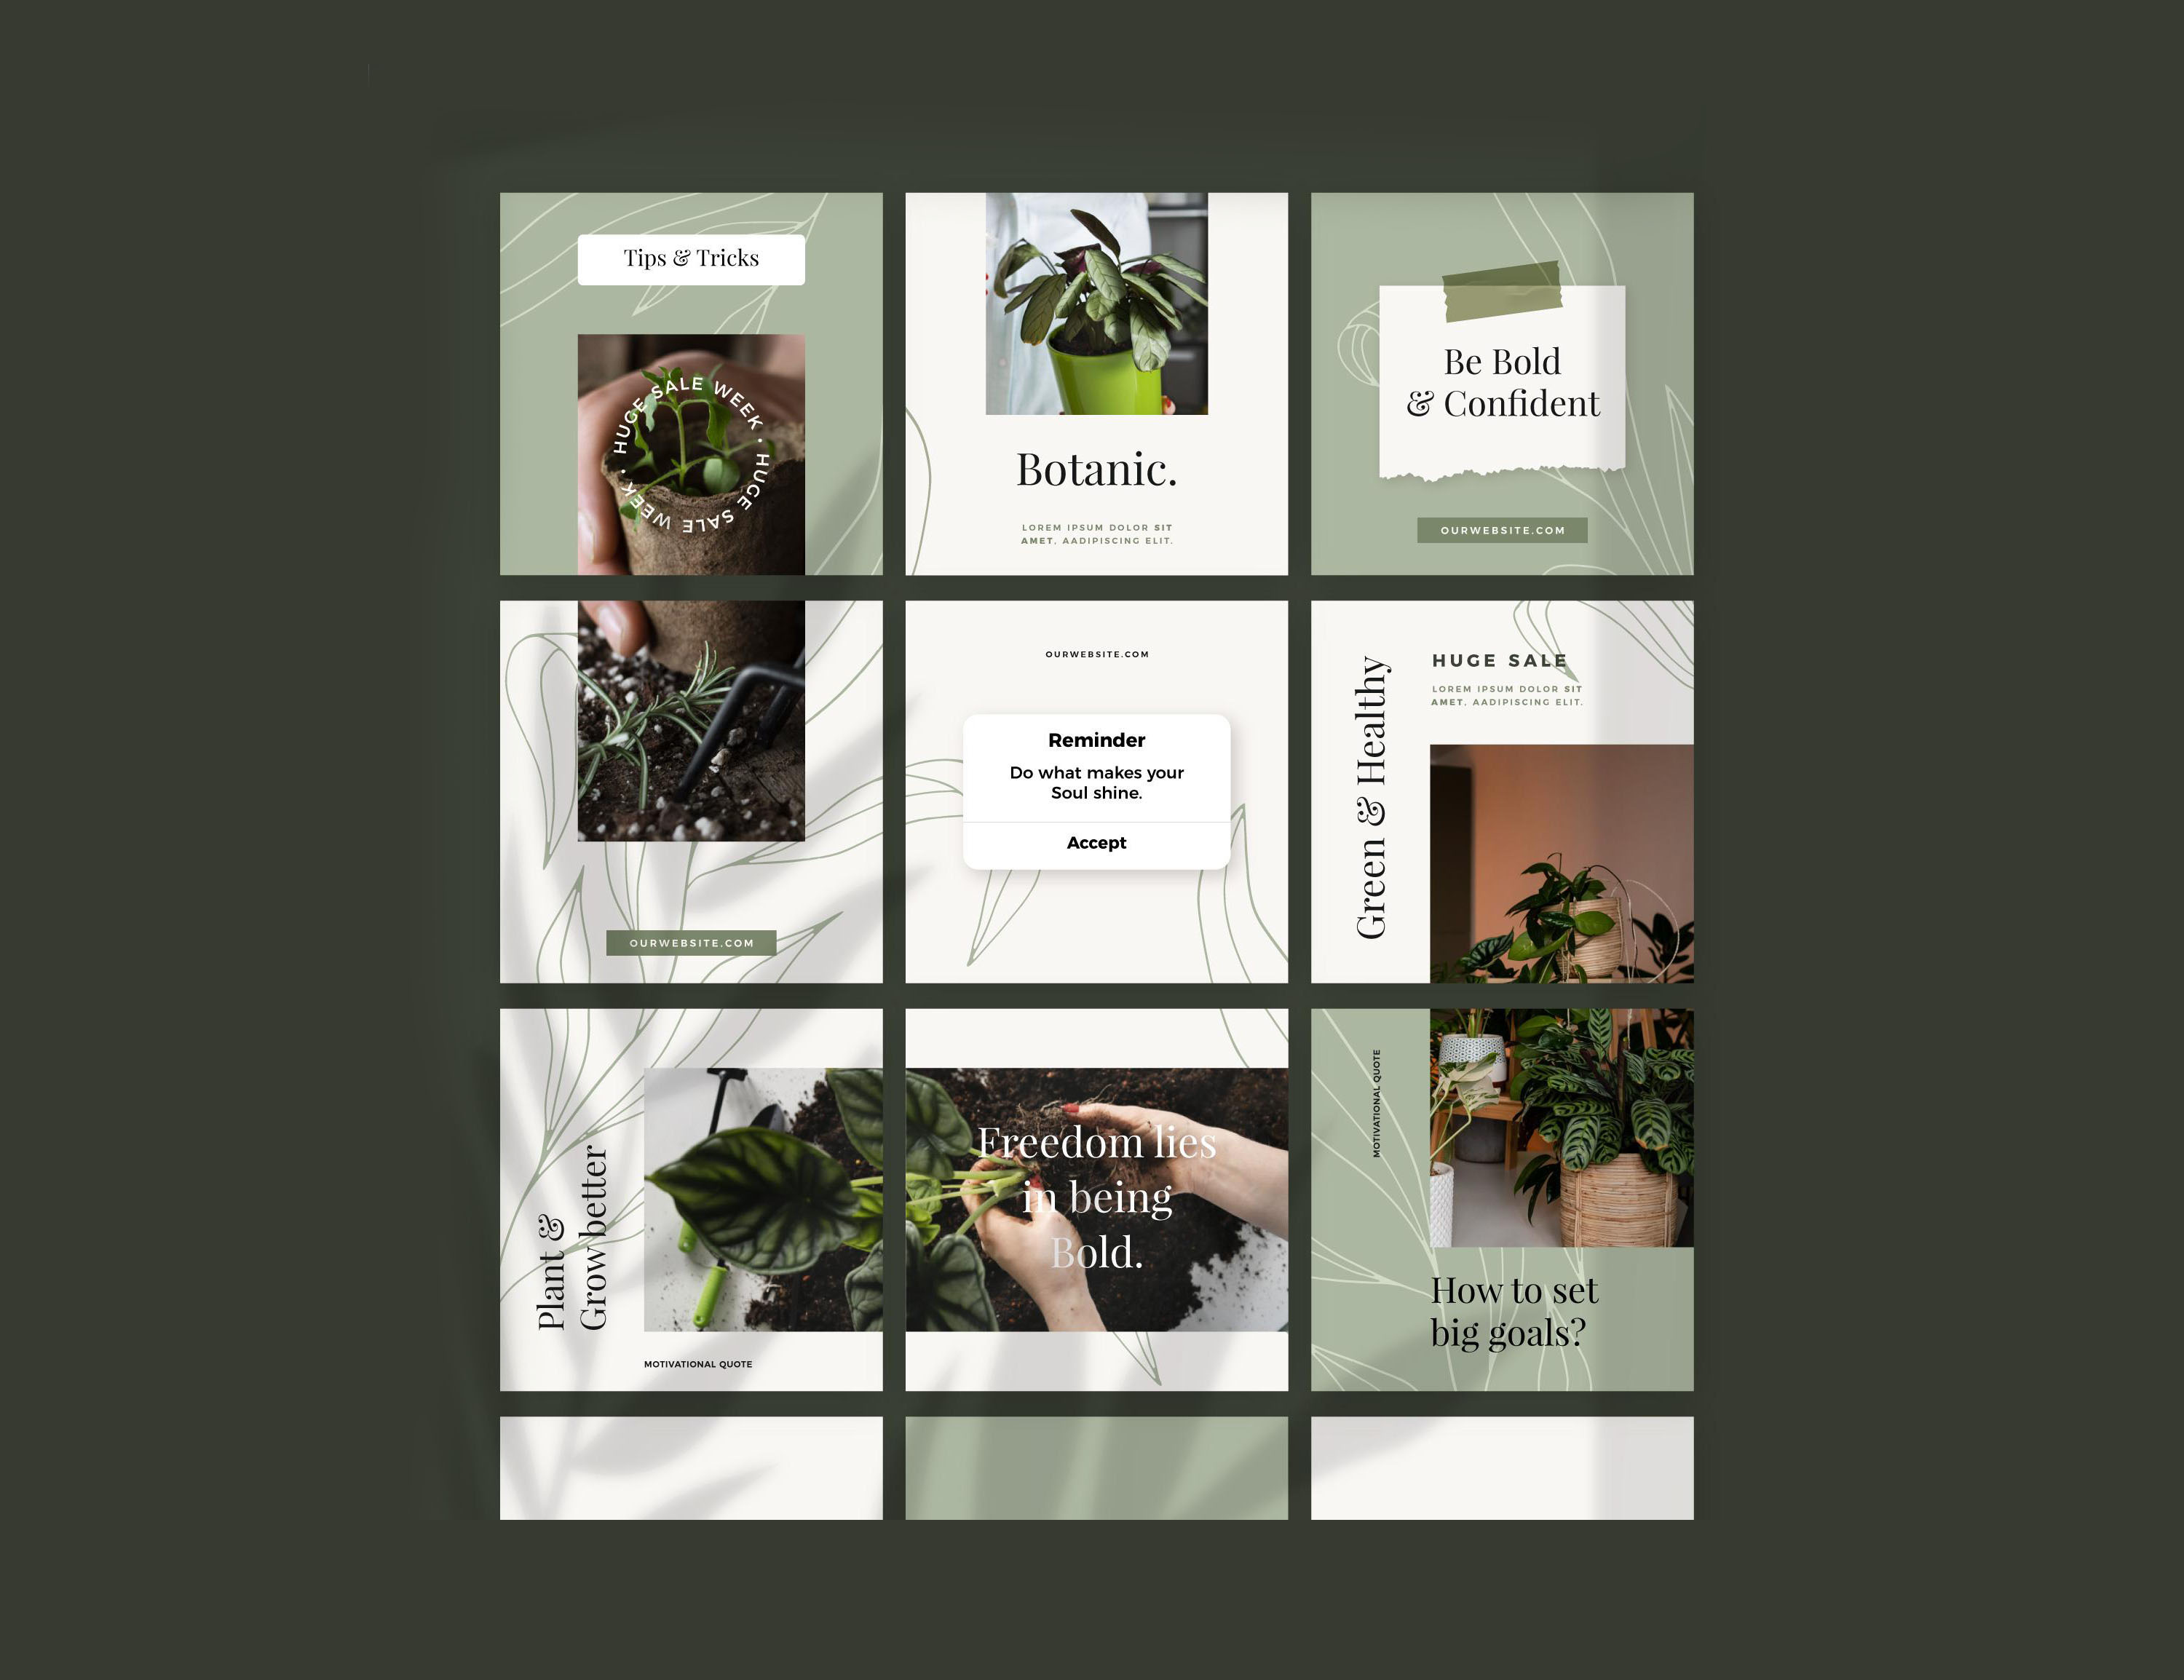 Tips & Tricks
HUGE SALE WEEK • HUGE SALE WEEK •
Botanic.
LOREM IPSUM DOLOR SIT
AMET, AADIPISCING ELIT.
Be Bold
& Confident
OURWEBSITE.COM
OURWEBSITE.COM
OURWEBSITE.COM
Reminder
Do what makes your
Soul shine.
Accept
Green & Healthy
HUGE SALE
LOREM IPSUM DOLOR SIT
AMET, AADIPISCING ELIT.
Plant &
Grow better
MOTIVATIONAL QUOTE
Freedom lies
in being
Bold.
MOTIVATIONAL QUOTE
How to set
big goals?